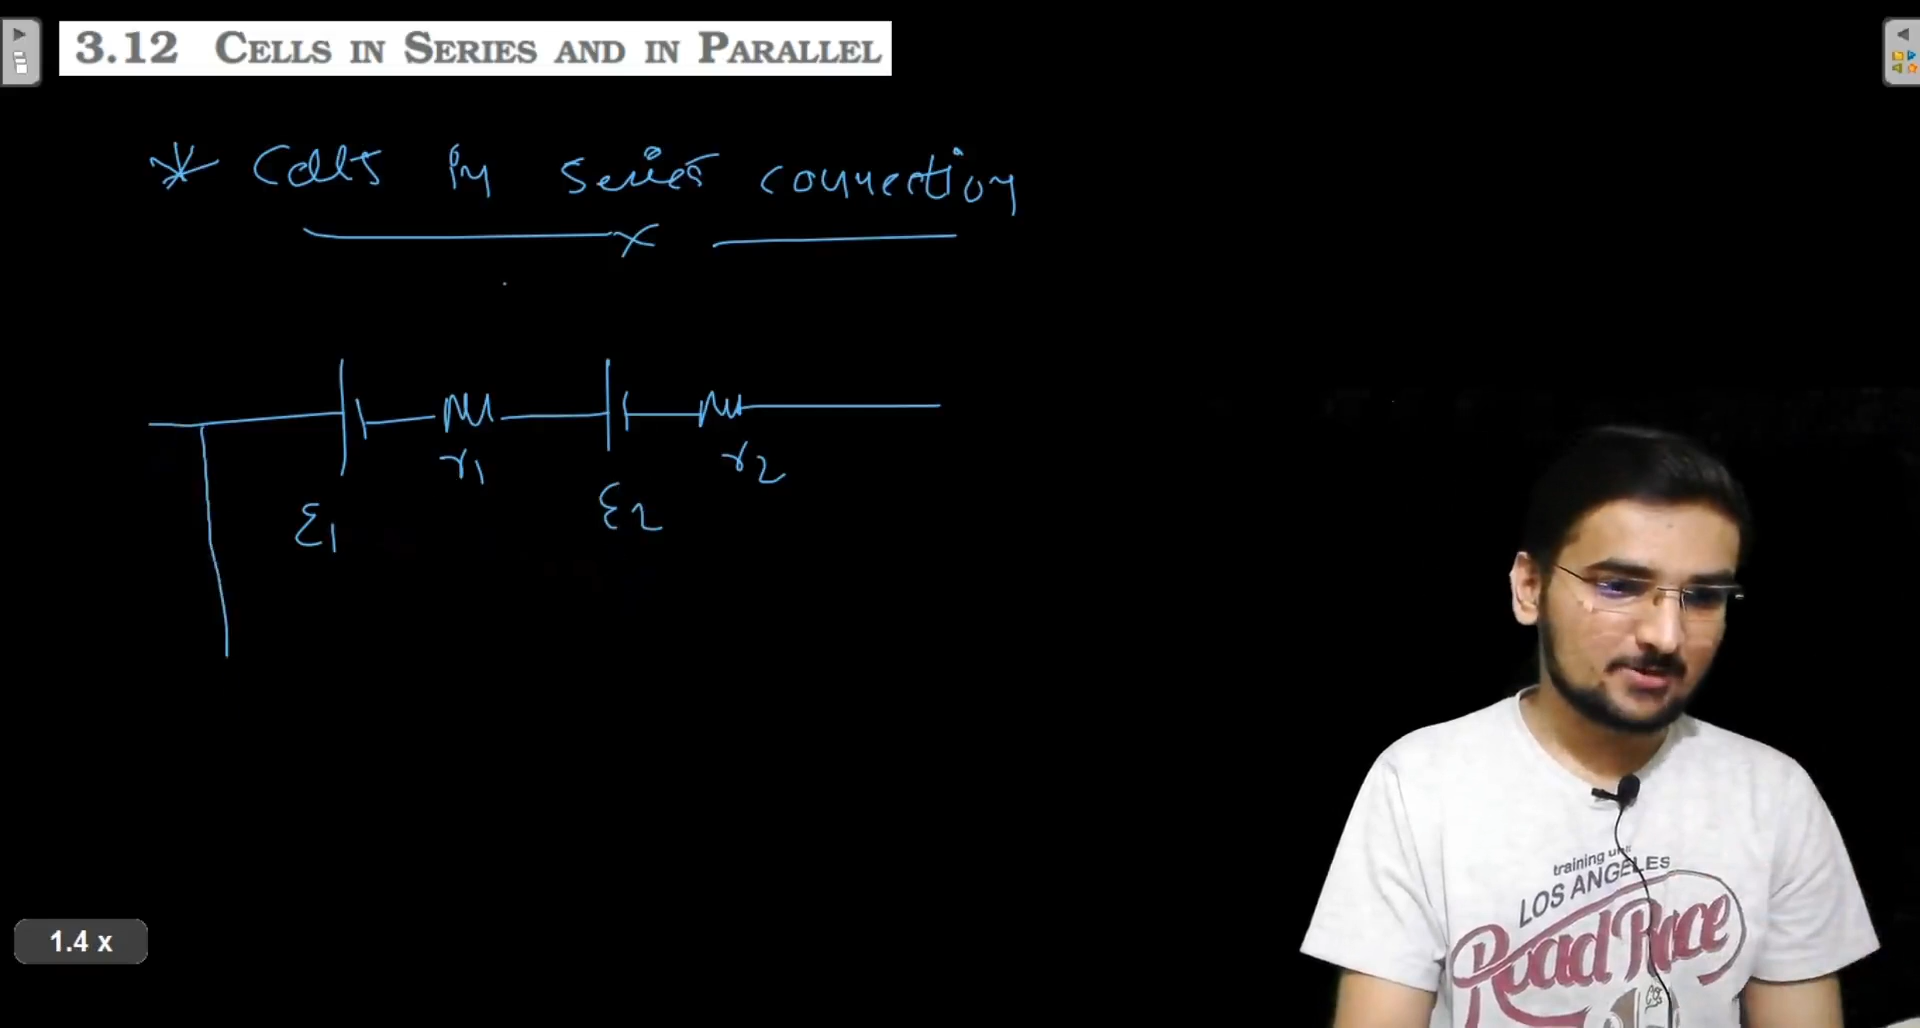 3.12 CELLS IN SERIES AND IN PARALLEL
* Cells in series connection
r1
r2
ε1
ε2
training unit
LOS ANGELES
Road Race
1.4 x